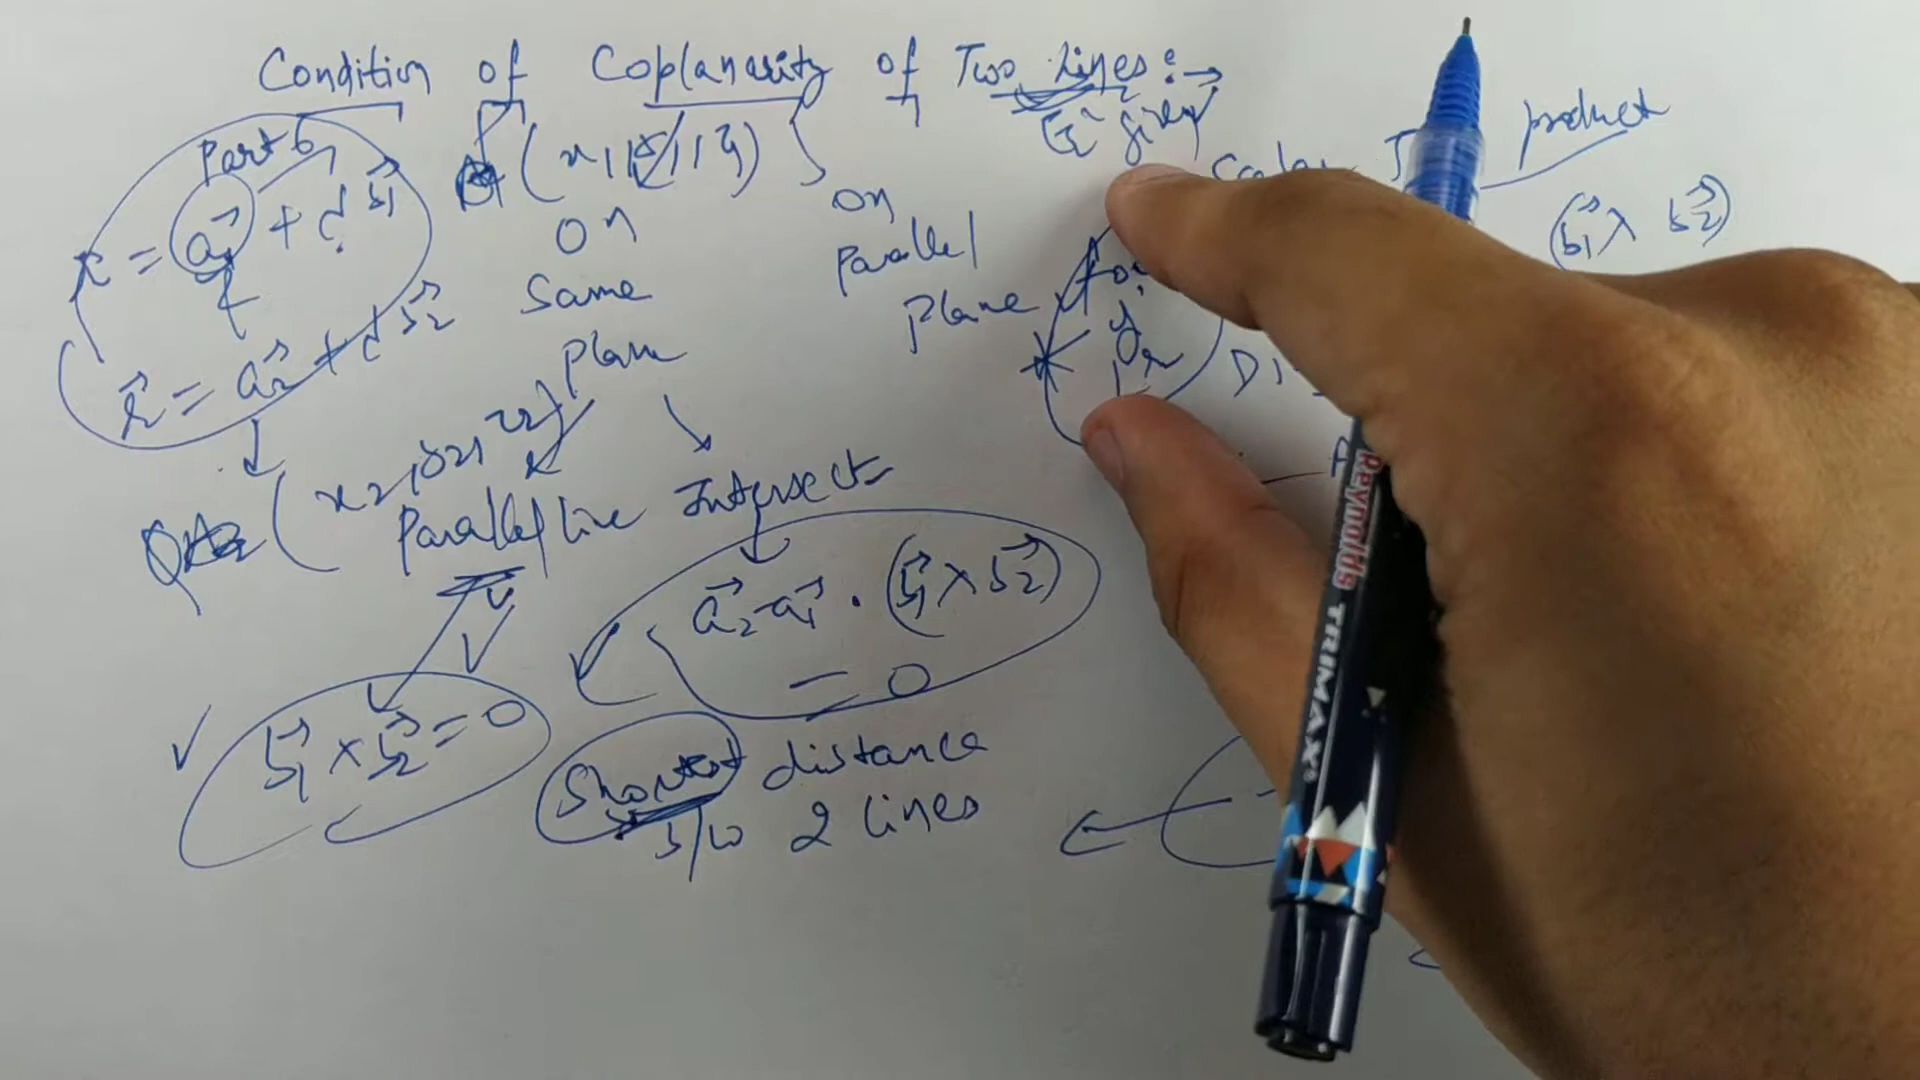 Condition of Coplanarity of Two Lines:→
Part 6
(x₁, y₁, z₁)
r = a₁⃗ + d b₁⃗
r⃗ = a₂⃗ + d b₂⃗
On
Same
Plane
on
Parallel
Plane
product
(b₁⃗ × b₂⃗)
(x₂, y₂, z₂)
Parallel line Intersect
a₂⃗ - a₁⃗ . (b₁⃗ × b₂⃗)
= 0
b₁⃗ × b₂⃗ = 0
Shortest distance
b/w 2 lines
Reynolds TRIMAX